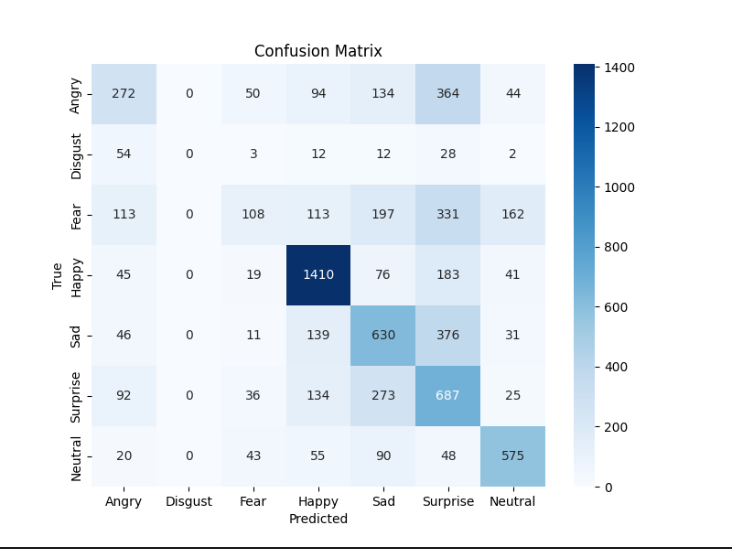 Confusion Matrix
Angry 272 0 50 94 134 364 44
Disgust 54 0 3 12 12 28 2
Fear 113 0 108 113 197 331 162
Happy 45 0 19 1410 76 183 41
Sad 46 0 11 139 630 376 31
Surprise 92 0 36 134 273 687 25
Neutral 20 0 43 55 90 48 575
True
Angry Disgust Fear Happy Sad Surprise Neutral
Predicted
1400
1200
1000
800
600
400
200
0